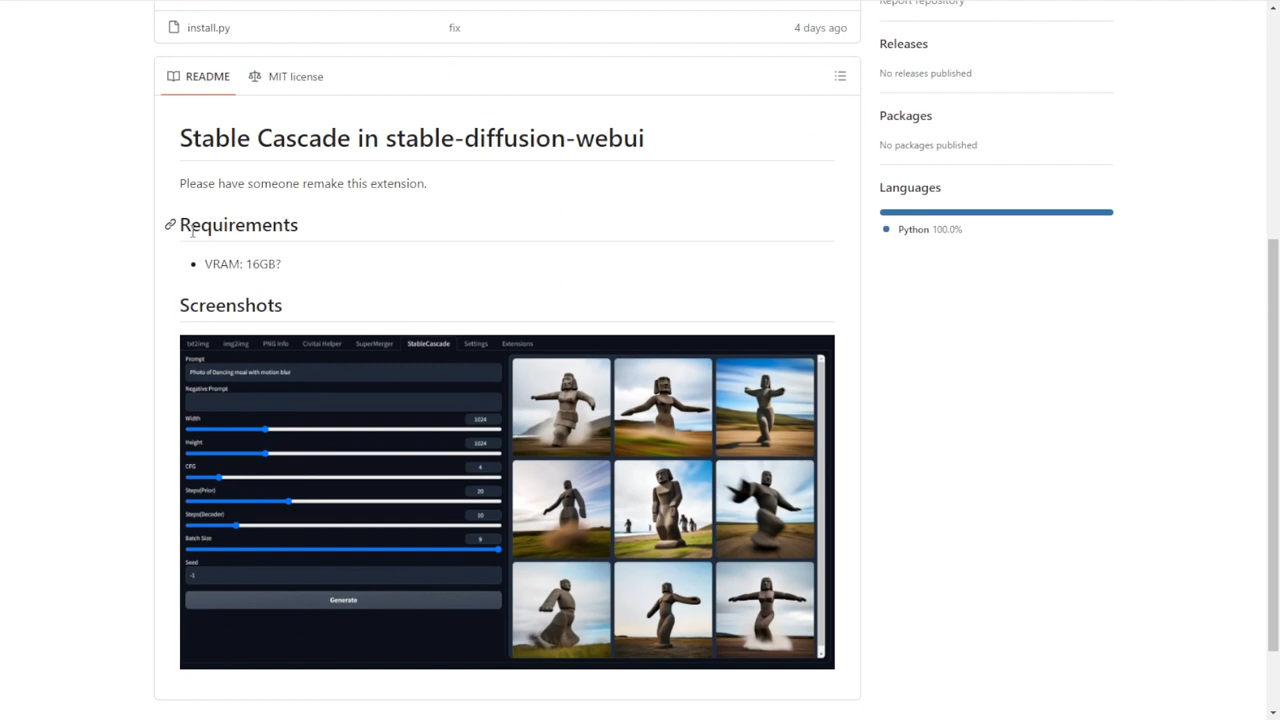 Report repository
install.py fix 4 days ago
Releases
No releases published
README MIT license
Packages
No packages published
Stable Cascade in stable-diffusion-webui
Please have someone remake this extension.
Languages
Python 100.0%
Requirements
VRAM: 16GB?
Screenshots
txt2img img2img PNG Info Civitai Helper SuperMerger StableCascade Settings Extensions
Prompt
Photo of Dancing moai with motion blur
Negative Prompt
Width 1024
Height 1024
CFG 4
Steps(Prior) 20
Steps(Decoder) 10
Batch Size 9
Seed
-1
Generate